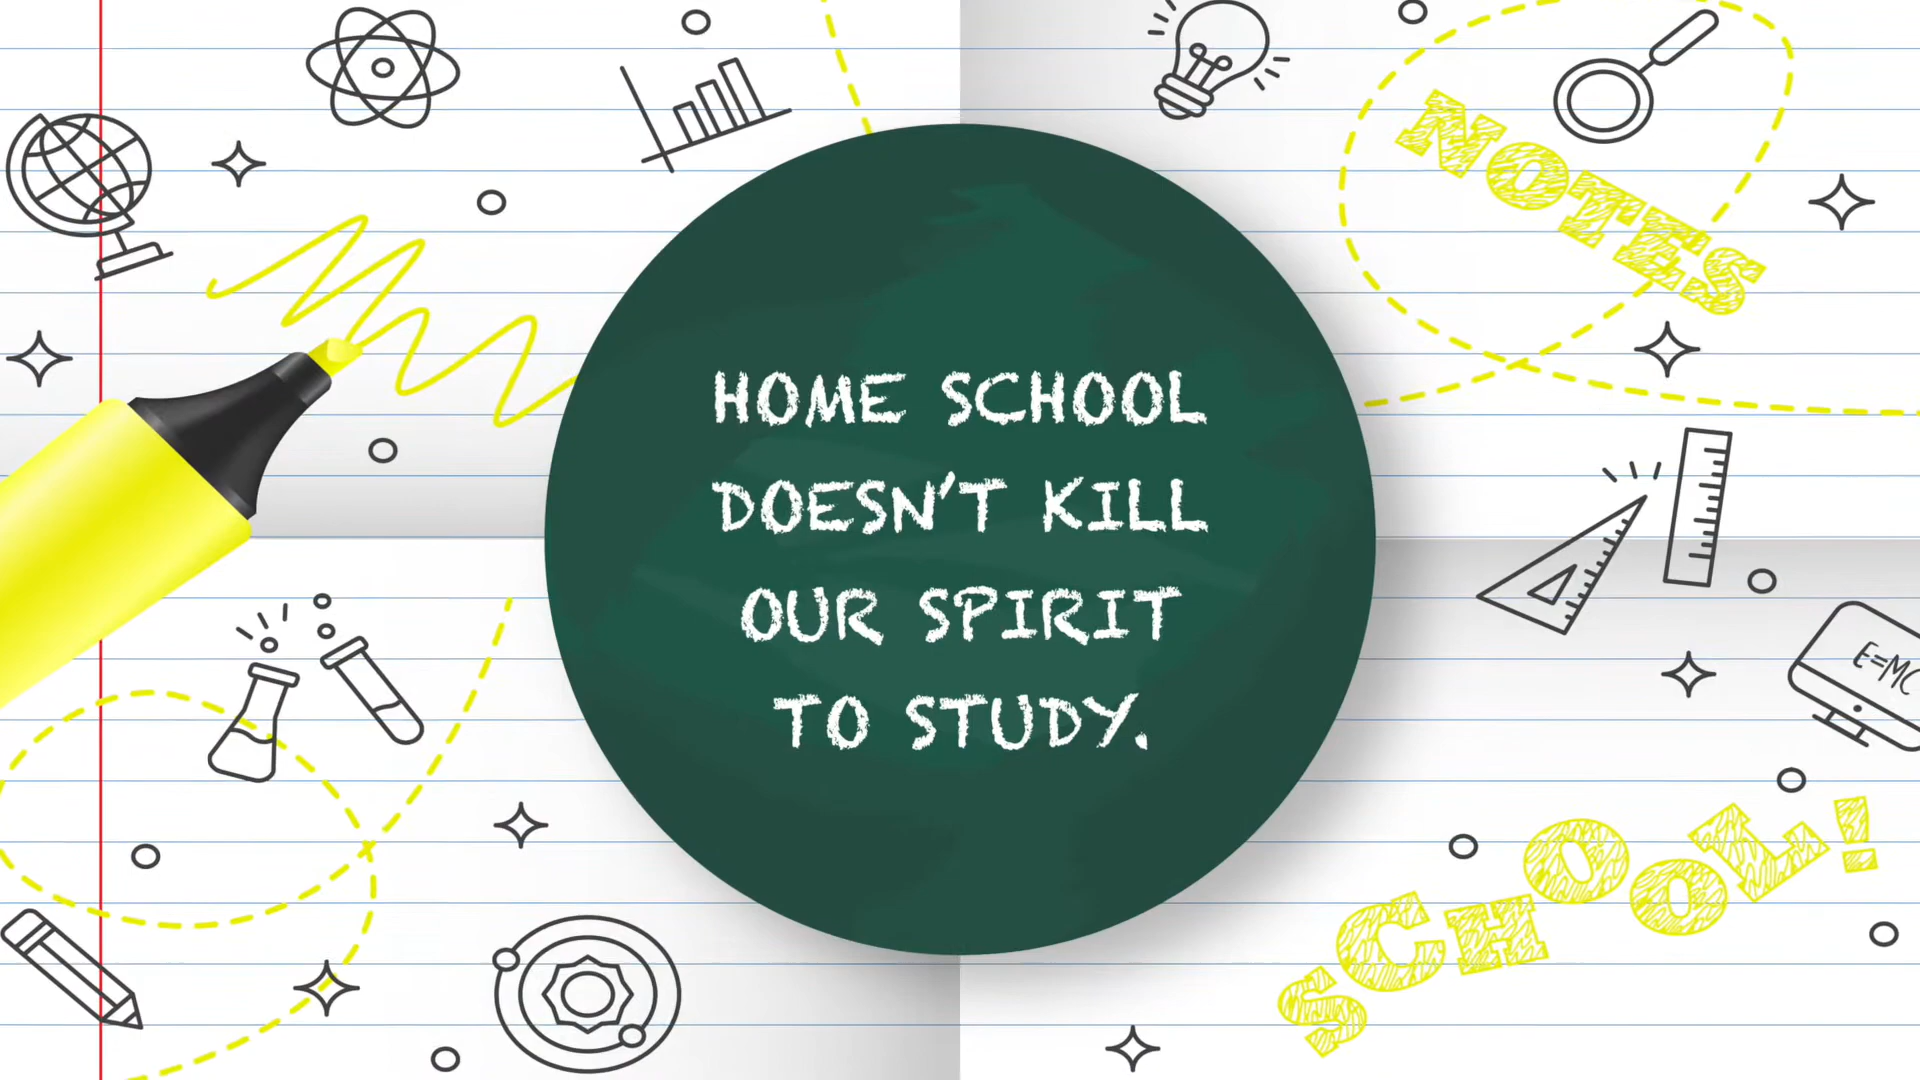 NOTES
HOME SCHOOL
DOESN'T KILL
OUR SPIRIT
TO STUDY.
E=MC
SCHOOL!